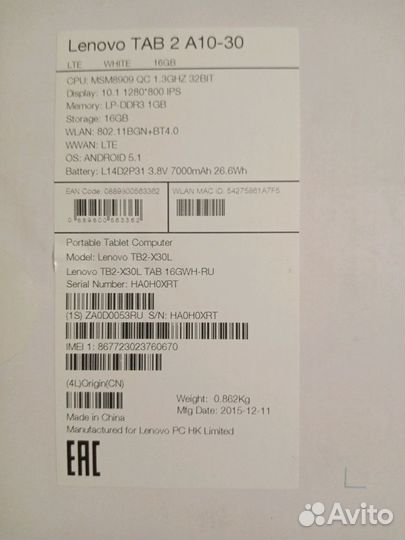 Lenovo TAB 2 A10-30
LTE WHITE 16GB
CPU: MSM8909 QC 1.3GHZ 32BIT
Display: 10.1 1280*800 IPS
Memory: LP-DDR3 1GB
Storage: 16GB
WLAN: 802.11BGN+BT4.0
WWAN: LTE
OS: ANDROID 5.1
Battery: L14D2P31 3.8V 7000mAh 26.6Wh
EAN Code: 0889800563362 WLAN MAC ID: 54275861A7F5
0 889800 563362
Portable Tablet Computer
Model: Lenovo TB2-X30L
Lenovo TB2-X30L TAB 16GWH-RU
Serial Number: HA0H0XRT
(1S) ZA0D0053RU S/N: HA0H0XRT
IMEI 1: 867723023760670
(4L)Origin(CN)
Weight: 0.862Kg
Mfg Date: 2015-12-11
Made in China
Manufactured for Lenovo PC HK Limited
EAC
Avito